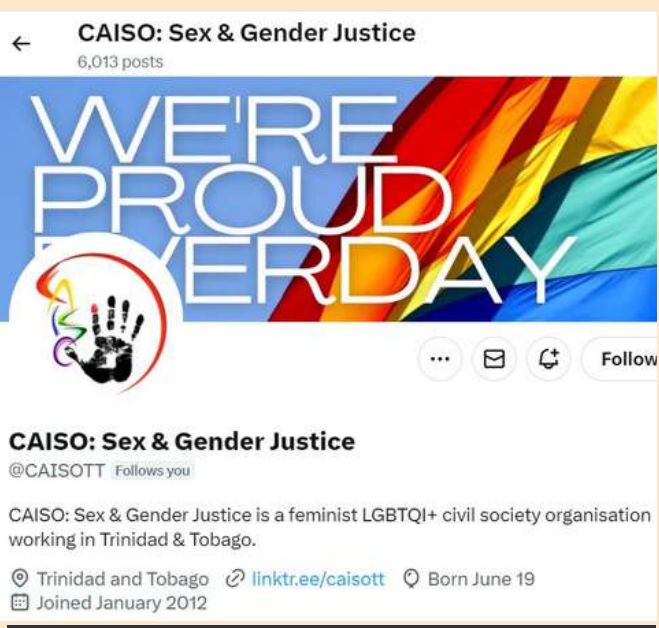 CAISO: Sex & Gender Justice
6,013 posts
WE'RE
PROUD
EVERDAY
Follow
CAISO: Sex & Gender Justice
@CAISOTT Follows you
CAISO: Sex & Gender Justice is a feminist LGBTQI+ civil society organisation
working in Trinidad & Tobago.
Trinidad and Tobago linktr.ee/caisott Born June 19
Joined January 2012